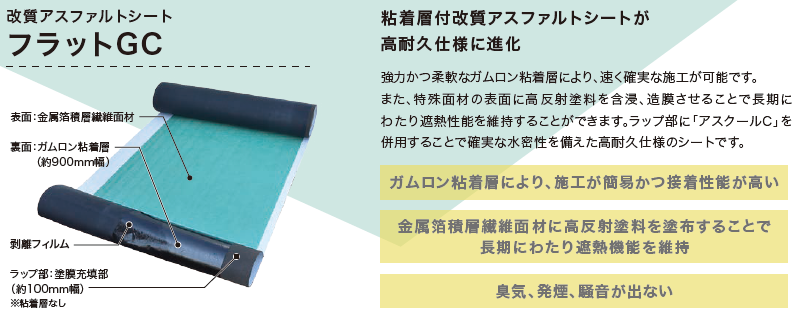 改質アスファルトシート
フラットGC
表面：金属箔積層繊維面材
裏面：ガムロン粘着層
（約900mm幅）
剥離フィルム
ラップ部：塗膜充填部
（約100mm幅）
※粘着層なし
粘着層付改質アスファルトシートが
高耐久仕様に進化
強力かつ柔軟なガムロン粘着層により、速く確実な施工が可能です。
また、特殊面材の表面に高反射塗料を含浸、造膜させることで長期に
わたり遮熱性能を維持することができます。ラップ部に「アスクールC」を
併用することで確実な水密性を備えた高耐久仕様のシートです。
ガムロン粘着層により、施工が簡易かつ接着性能が高い
金属箔積層繊維面材に高反射塗料を塗布することで
長期にわたり遮熱機能を維持
臭気、発煙、騒音が出ない